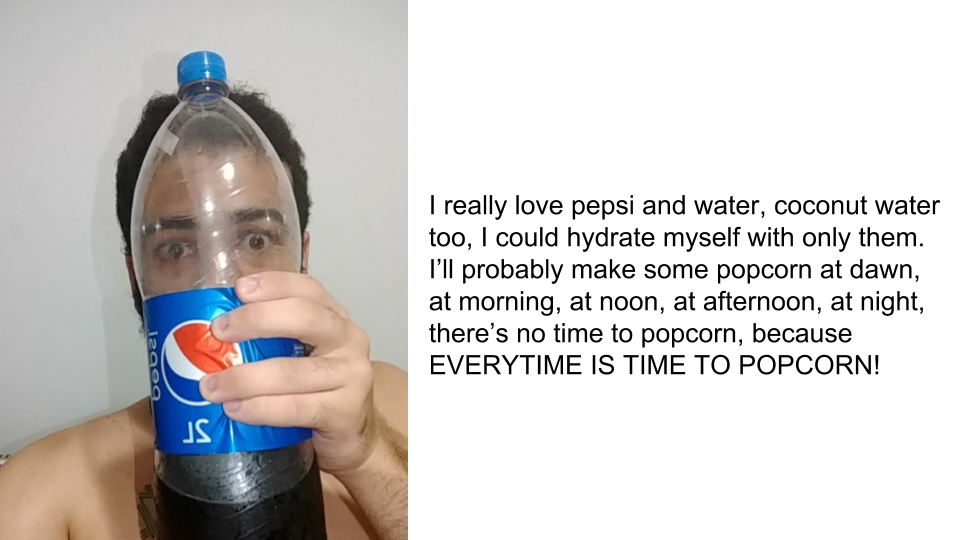 pepsi
2L
I really love pepsi and water, coconut water
too, I could hydrate myself with only them.
I’ll probably make some popcorn at dawn,
at morning, at noon, at afternoon, at night,
there’s no time to popcorn, because
EVERYTIME IS TIME TO POPCORN!